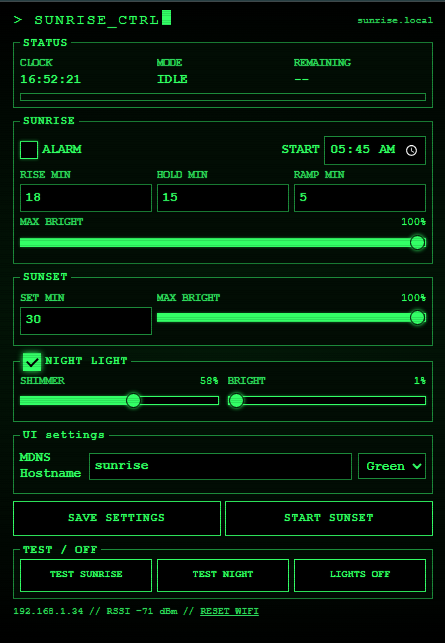 > SUNRISE_CTRL sunrise.local
STATUS
CLOCK MODE REMAINING
16:52:21 IDLE --
SUNRISE
ALARM START 05:45 AM
RISE MIN HOLD MIN RAMP MIN
18 15 5
MAX BRIGHT 100%
SUNSET
SET MIN MAX BRIGHT 100%
30
NIGHT LIGHT
SHIMMER 58% BRIGHT 1%
UI settings
MDNS
Hostname sunrise Green
SAVE SETTINGS START SUNSET
TEST / OFF
TEST SUNRISE TEST NIGHT LIGHTS OFF
192.168.1.34 // RSSI -71 dBm // RESET WIFI